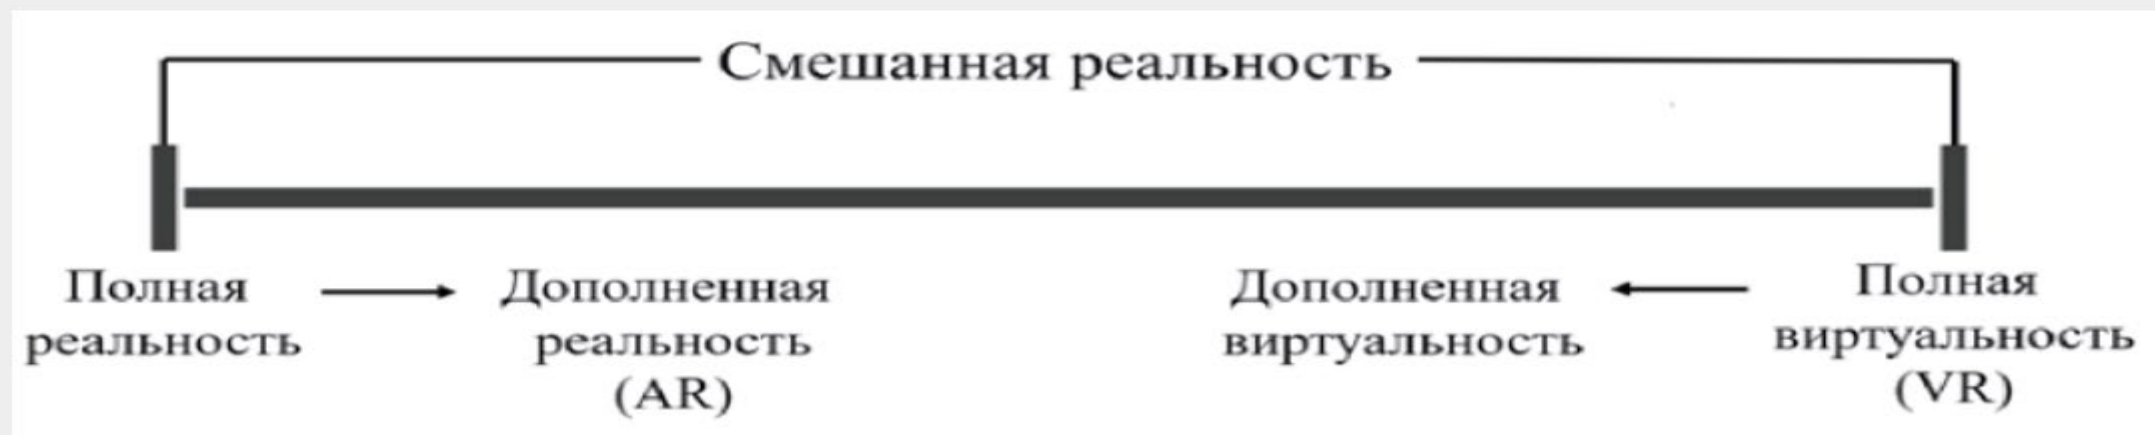 Смешанная реальность
Полная
реальность
Дополненная
реальность
(AR)
Дополненная
виртуальность
Полная
виртуальность
(VR)